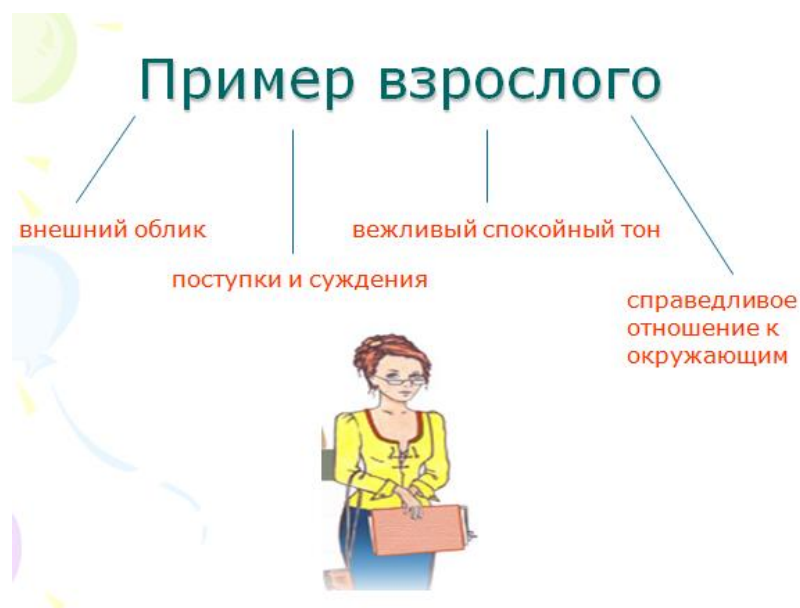 Пример взрослого
внешний облик
вежливый спокойный тон
поступки и суждения
справедливое
отношение к
окружающим